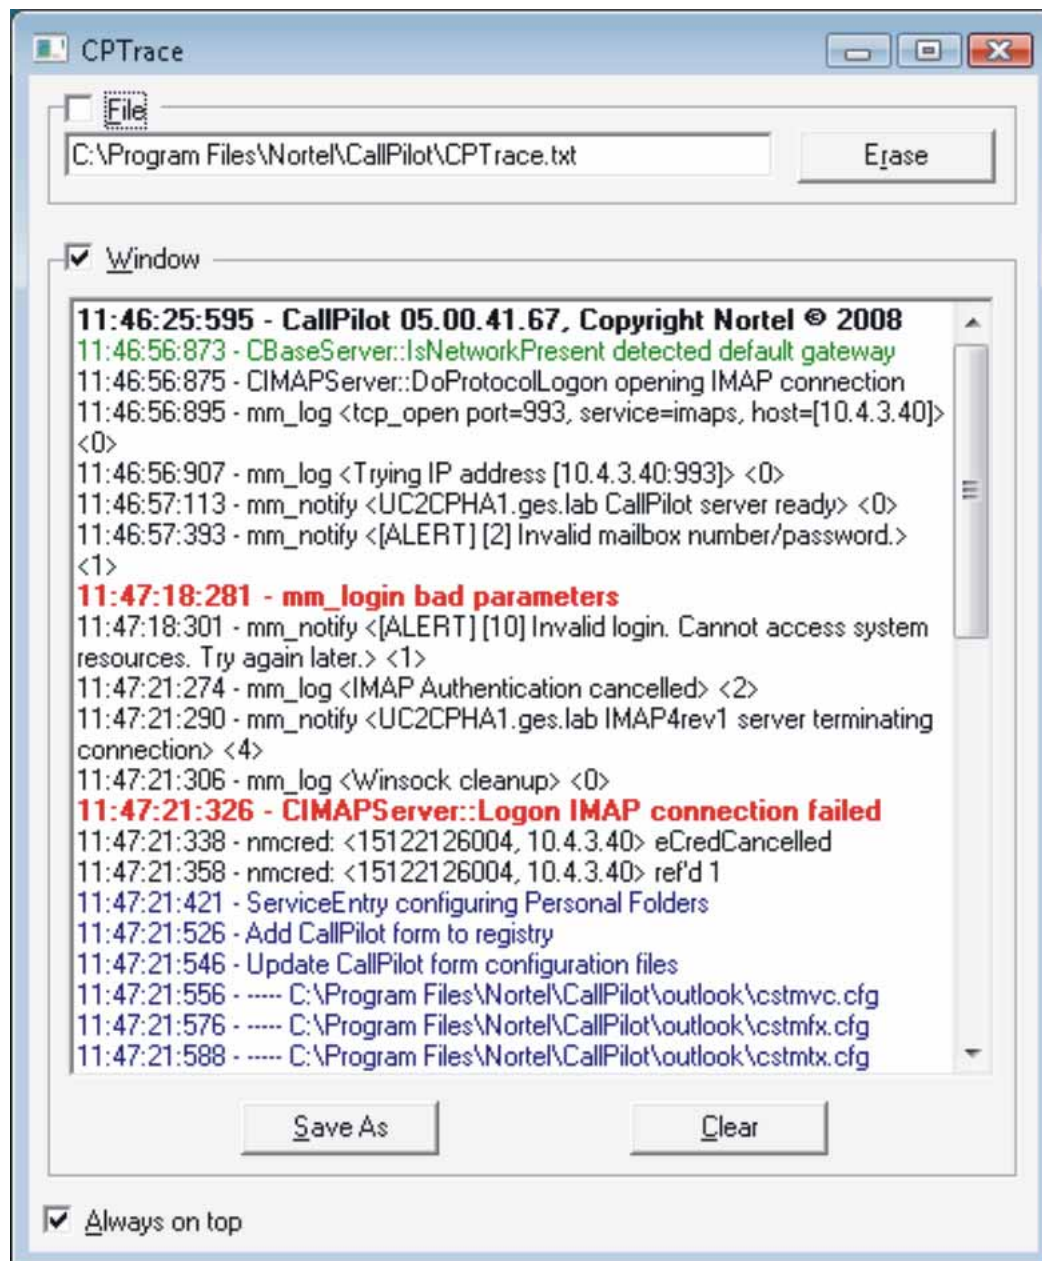 CPTrace
File
C:\Program Files\Nortel\CallPilot\CPTrace.txt
Erase
Window
11:46:25:595 - CallPilot 05.00.41.67, Copyright Nortel © 2008
11:46:56:873 - CBaseServer::IsNetworkPresent detected default gateway
11:46:56:875 - CIMAPServer::DoProtocolLogon opening IMAP connection
11:46:56:895 - mm_log <tcp_open port=993, service=imaps, host=[10.4.3.40]>
<0>
11:46:56:907 - mm_log <Trying IP address [10.4.3.40:993]> <0>
11:46:57:113 - mm_notify <UC2CPHA1.ges.lab CallPilot server ready> <0>
11:46:57:393 - mm_notify <[ALERT] [2] Invalid mailbox number/password.>
<1>
11:47:18:281 - mm_login bad parameters
11:47:18:301 - mm_notify <[ALERT] [10] Invalid login. Cannot access system
resources. Try again later.> <1>
11:47:21:274 - mm_log <IMAP Authentication cancelled> <2>
11:47:21:290 - mm_notify <UC2CPHA1.ges.lab IMAP4rev1 server terminating
connection> <4>
11:47:21:306 - mm_log <Winsock cleanup> <0>
11:47:21:326 - CIMAPServer::Logon IMAP connection failed
11:47:21:338 - nmcred: <15122126004, 10.4.3.40> eCredCancelled
11:47:21:358 - nmcred: <15122126004, 10.4.3.40> ref'd 1
11:47:21:421 - ServiceEntry configuring Personal Folders
11:47:21:526 - Add CallPilot form to registry
11:47:21:546 - Update CallPilot form configuration files
11:47:21:556 - ----- C:\Program Files\Nortel\CallPilot\outlook\cstmvc.cfg
11:47:21:576 - ----- C:\Program Files\Nortel\CallPilot\outlook\cstmfx.cfg
11:47:21:588 - ----- C:\Program Files\Nortel\CallPilot\outlook\cstmtx.cfg
Save As
Clear
Always on top